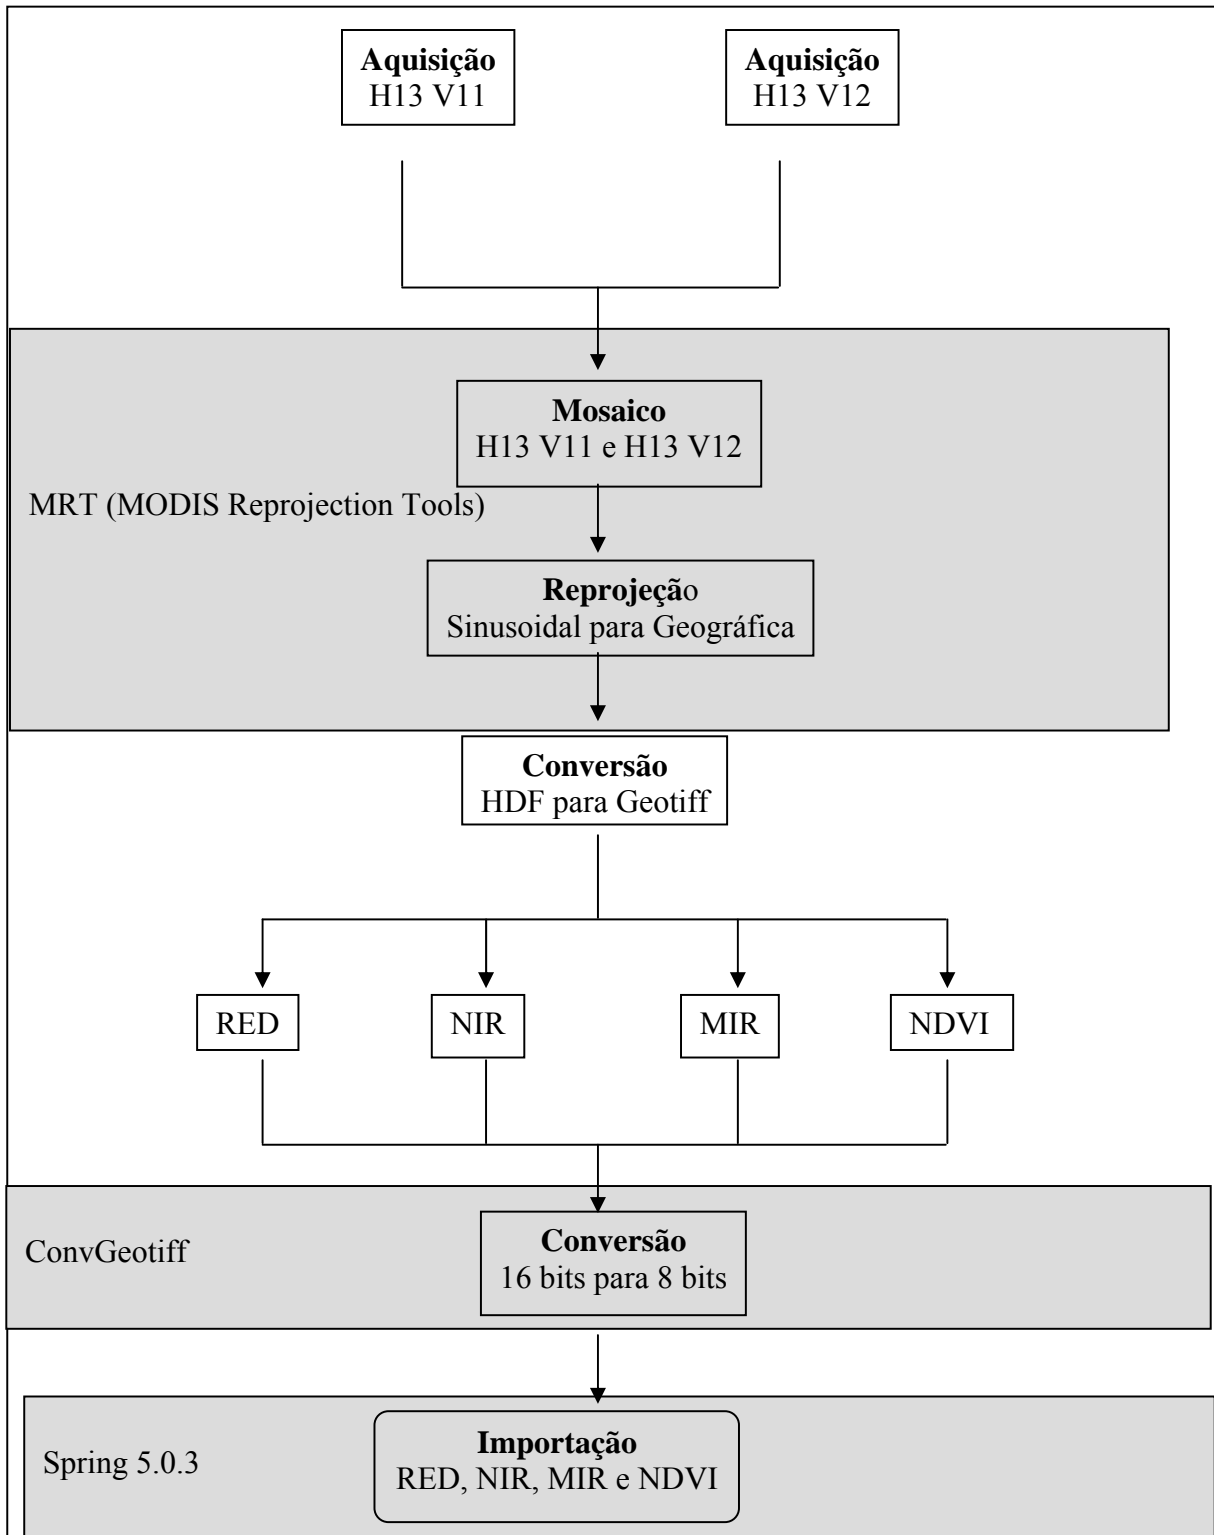 Aquisição
H13 V11
Aquisição
H13 V12
Mosaico
H13 V11 e H13 V12
MRT (MODIS Reprojection Tools)
Reprojeção
Sinusoidal para Geográfica
Conversão
HDF para Geotiff
RED
NIR
MIR
NDVI
ConvGeotiff
Conversão
16 bits para 8 bits
Spring 5.0.3
Importação
RED, NIR, MIR e NDVI